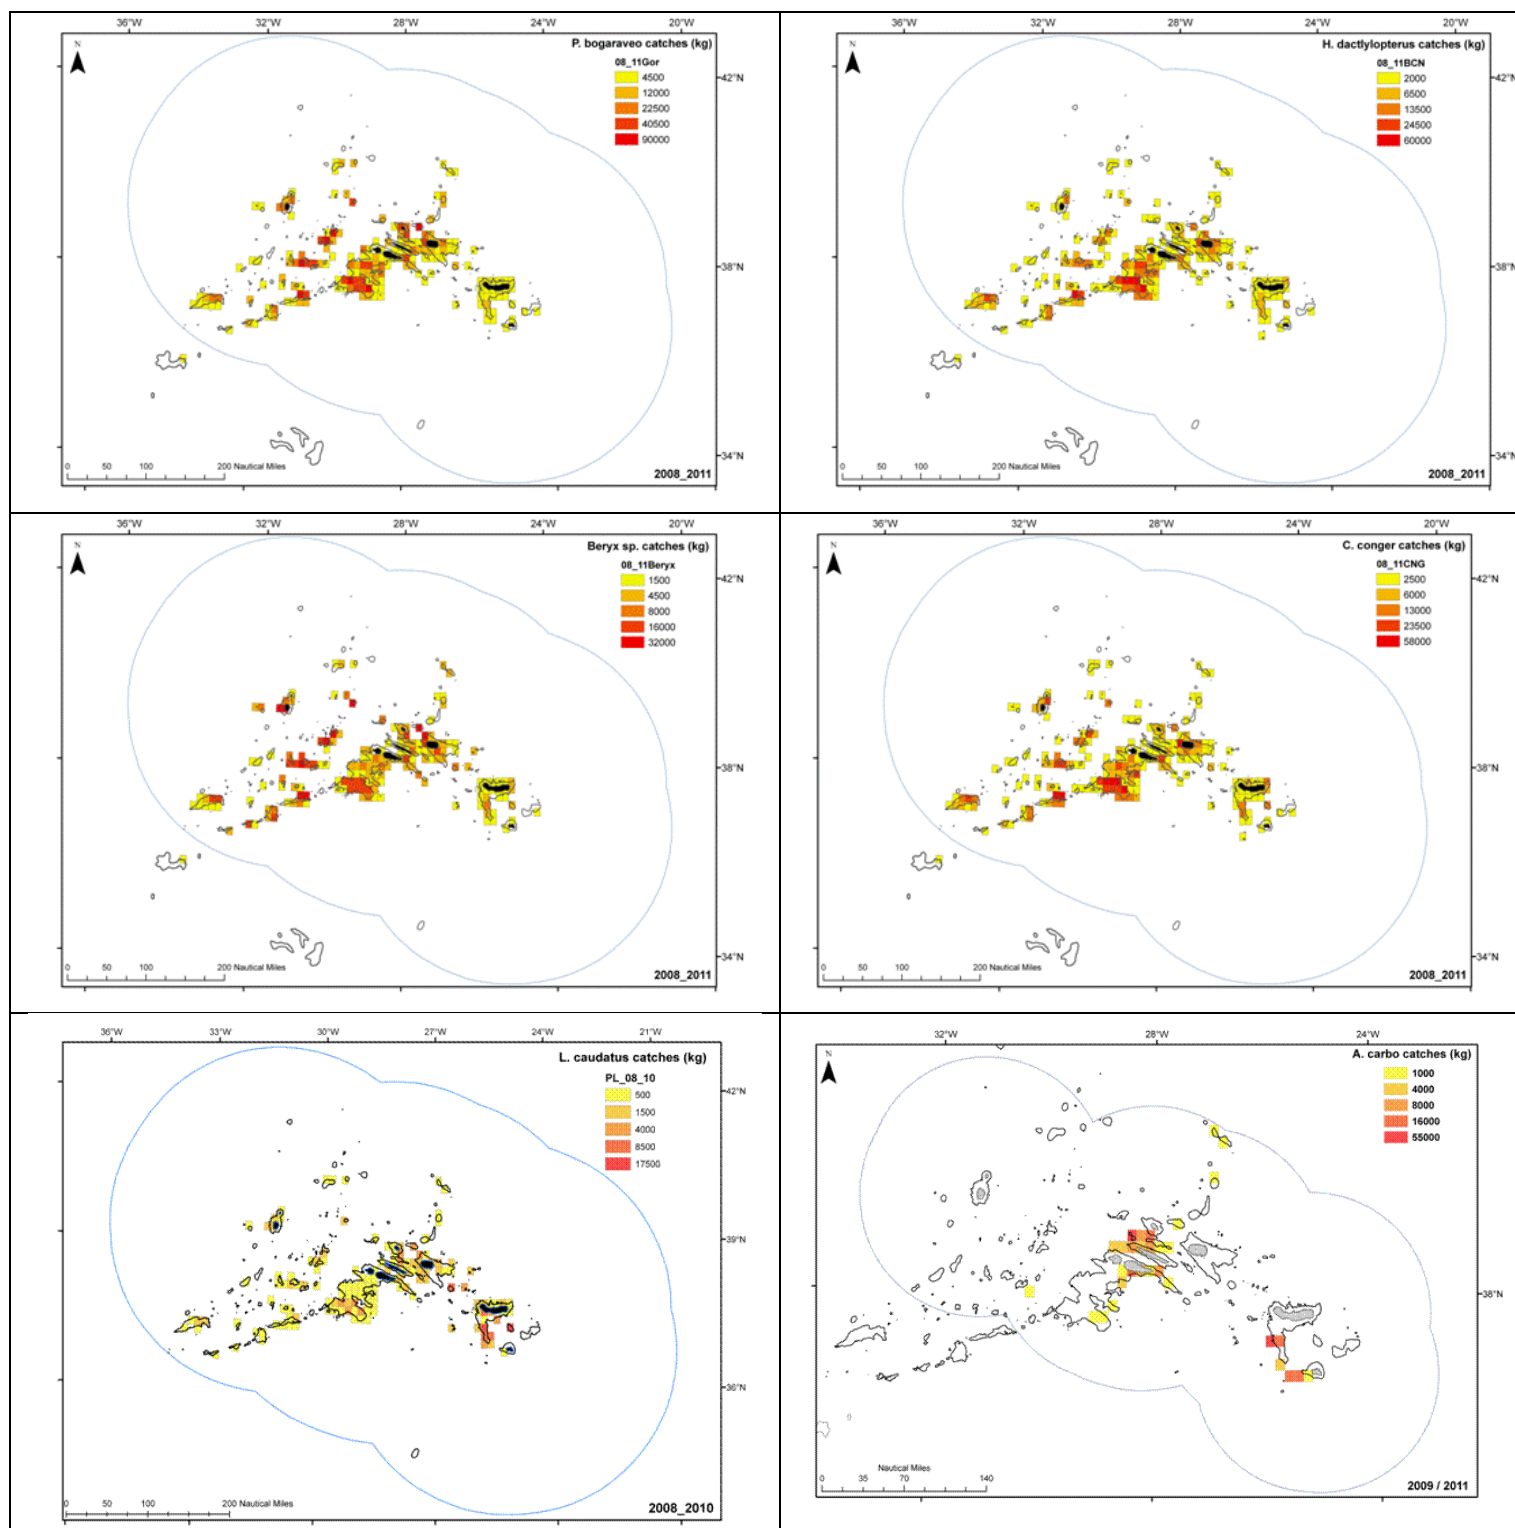 36°W 32°W 28°W 24°W 20°W
N
P. bogaraveo catches (kg)
08_11Gor
4500
12000
22500
40500
90000
42°N
38°N
34°N
0 50 100 200 Nautical Miles
2008_2011
36°W 32°W 28°W 24°W 20°W
N
H. dactlylopterus catches (kg)
08_11BCN
2000
6500
13500
24500
60000
42°N
38°N
34°N
0 50 100 200 Nautical Miles
2008_2011
36°W 32°W 28°W 24°W 20°W
N
Beryx sp. catches (kg)
08_11Beryx
1500
4500
8000
16000
32000
42°N
38°N
34°N
0 50 100 200 Nautical Miles
2008_2011
36°W 32°W 28°W 24°W 20°W
N
C. conger catches (kg)
08_11CNG
2500
6000
13000
23500
58000
42°N
38°N
34°N
0 50 100 200 Nautical Miles
2008_2011
36°W 33°W 30°W 27°W 24°W 21°W
L. caudatus catches (kg)
PL_08_10
500
1500
4000
8500
17500
42°N
39°N
36°N
0 50 100 200 Nautical Miles
2008_2010
32°W 28°W 24°W
N
A. carbo catches (kg)
1000
4000
8000
16000
55000
38°N
Nautical Miles
0 35 70 140
2009 / 2011